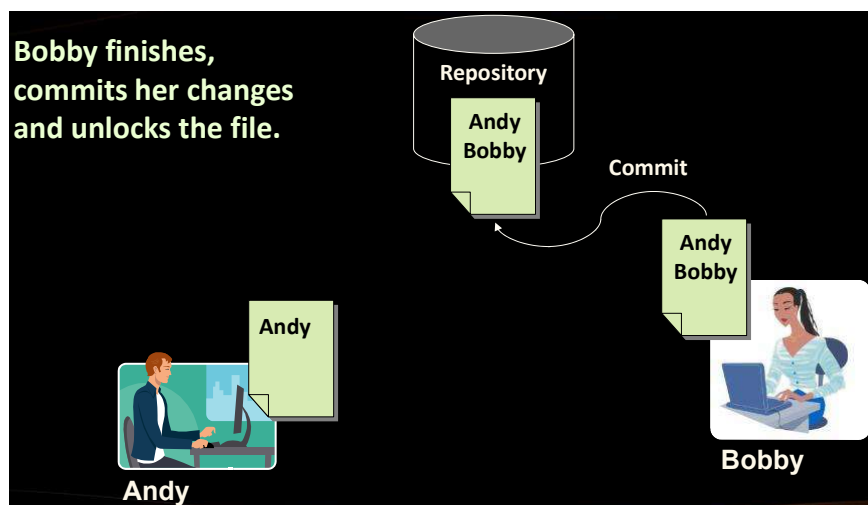 Bobby finishes,
commits her changes
and unlocks the file.
Repository
Andy
Bobby
Commit
Andy
Bobby
Andy
Andy
Bobby